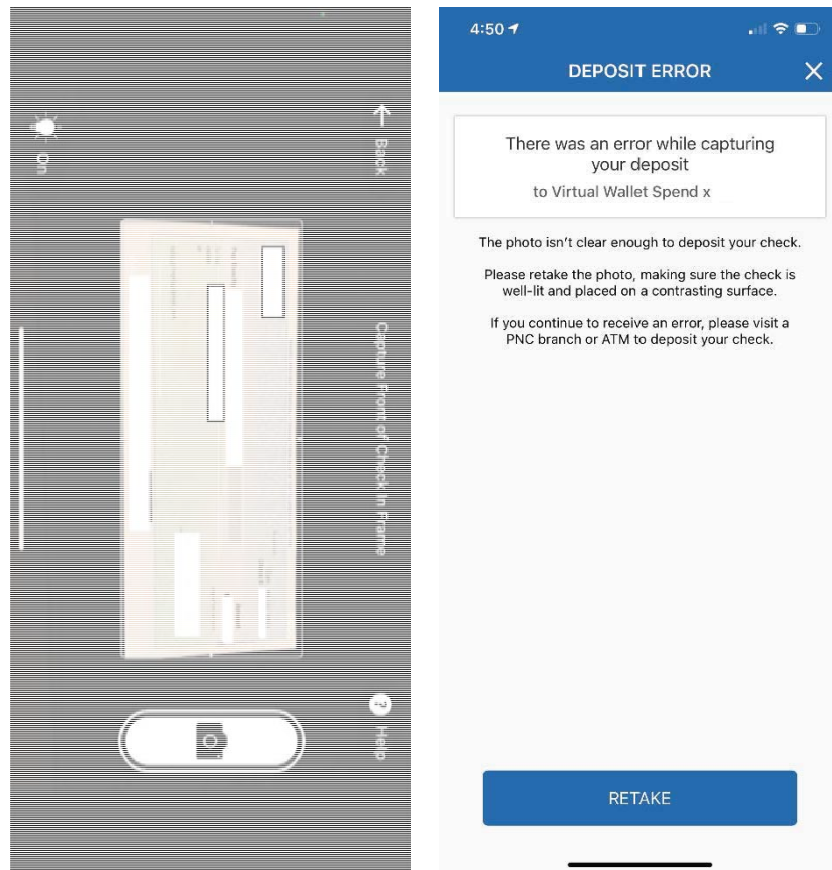 Back
Capture Front of Check in Frame
Help
On
4:50
DEPOSIT ERROR
There was an error while capturing
your deposit
to Virtual Wallet Spend x
The photo isn't clear enough to deposit your check.
Please retake the photo, making sure the check is
well-lit and placed on a contrasting surface.
If you continue to receive an error, please visit a
PNC branch or ATM to deposit your check.
RETAKE